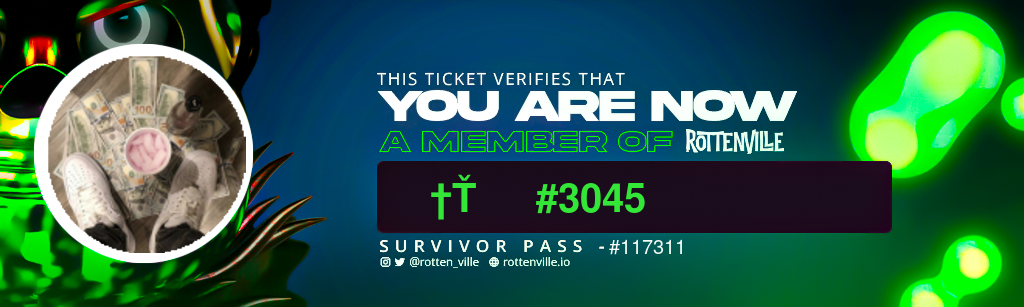 THIS TICKET VERIFIES THAT
YOU ARE NOW
A MEMBER OF ROTTENVILLE
†Ť #3045
SURVIVOR PASS - #117311
@rotten_ville rottenville.io